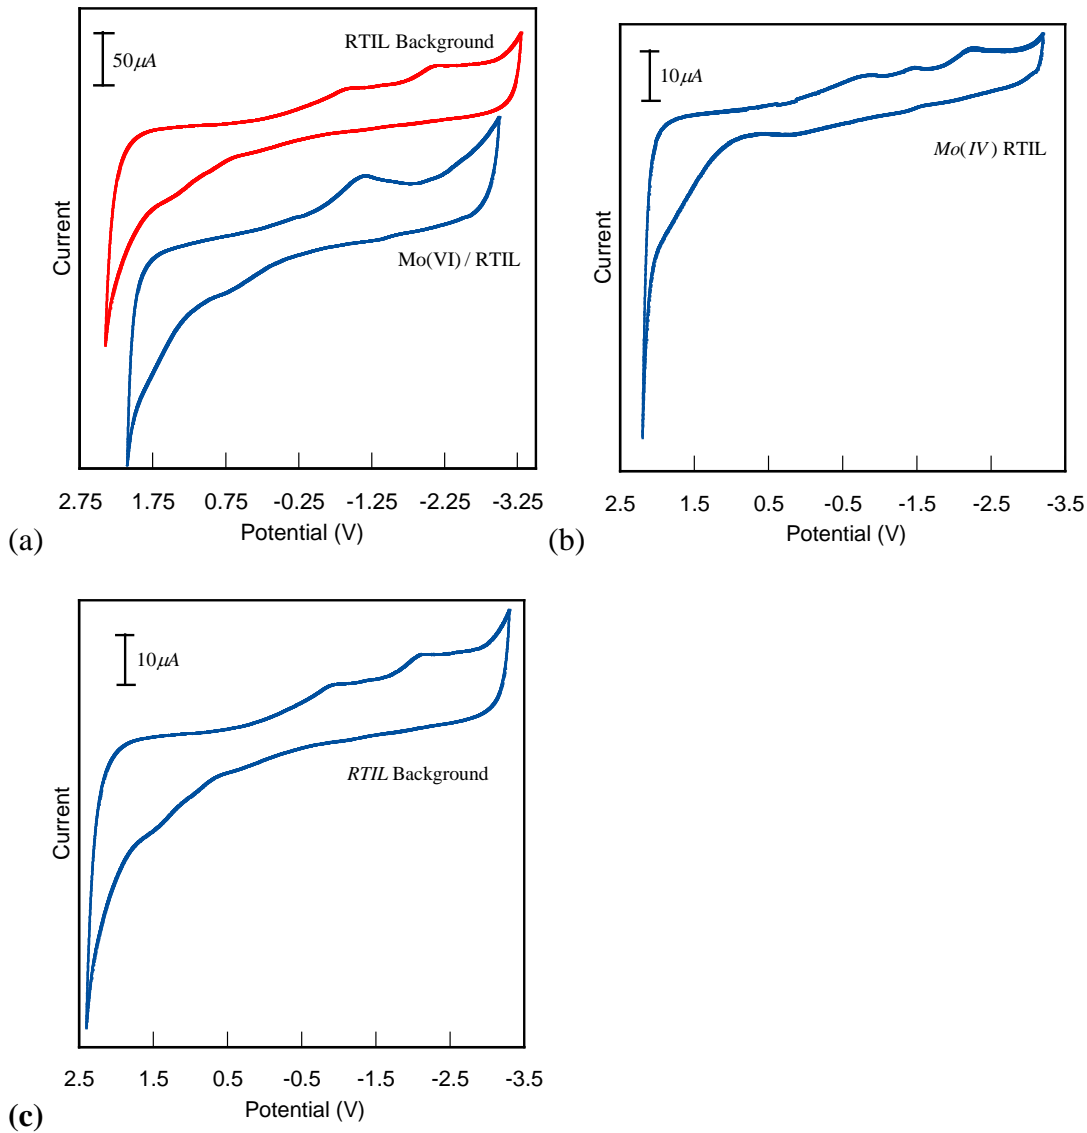 RTIL Background
50μA
Mo(VI) / RTIL
Current
2.75 1.75 0.75 -0.25 -1.25 -2.25 -3.25
Potential (V)
(a)
10μA
Mo(IV) RTIL
Current
2.5 1.5 0.5 -0.5 -1.5 -2.5 -3.5
Potential (V)
(b)
10μA
RTIL Background
Current
2.5 1.5 0.5 -0.5 -1.5 -2.5 -3.5
Potential (V)
(c)